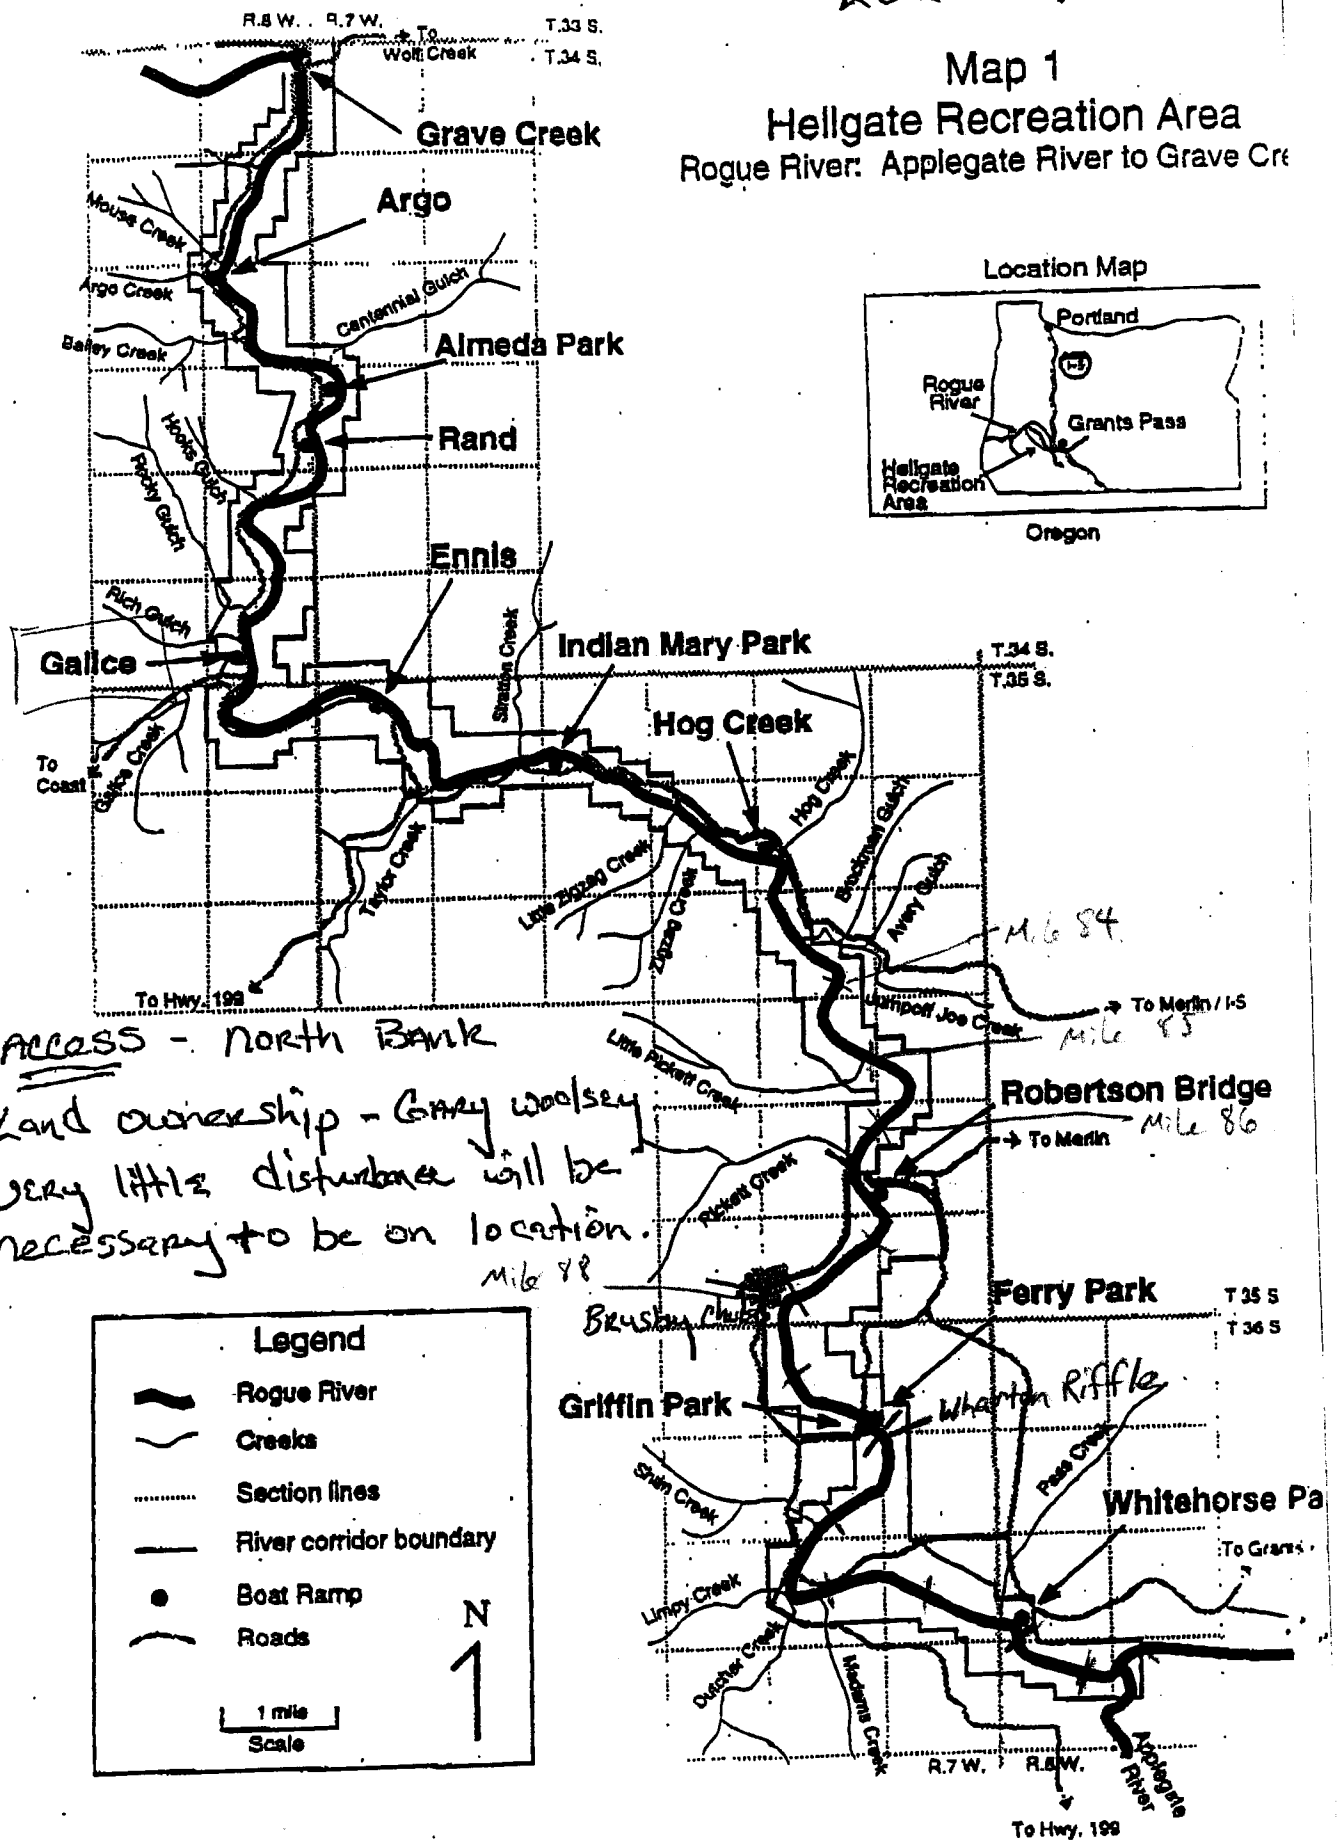 R.8 W. R.7 W.
To
Wolf Creek
T.33 S.
T.34 S.
Map 1
Hellgate Recreation Area
Rogue River: Applegate River to Grave Cre
Grave Creek
Argo
Mouse Creek
Argo Creek
Centennial Gulch
Bailey Creek
Almeda Park
Location Map
Portland
I-5
Rogue
River
Grants Pass
Hellgate
Recreation
Area
Oregon
Hooks Gulch
Rocky Gulch
Rand
Ennis
Rich Gulch
Galice
Stratton Creek
Indian Mary Park
T.34 S.
T.35 S.
Hog Creek
To
Coast
Galice Creek
Hog Creek
Brockman Gulch
Avery Gulch
Taylor Creek
Little Zigzag Creek
Zigzag Creek
Mile 84
To Hwy. 199
To Merlin / I-5
Jumpoff Joe Creek
Mile 85
Access - North Bank
Little Pickett Creek
Land ownership - Gary Woolsey
Robertson Bridge
Mile 86
To Merlin
very little disturbance will be
Pickett Creek
necessary to be on location.
Mile 88
Brushy Chutes
Ferry Park
T 35 S
T 36 S
Legend
Rogue River
Creeks
Section lines
River corridor boundary
Boat Ramp
Roads
N
1 mile
Scale
Griffin Park
Wharton Riffle
Shan Creek
Pass Creek
Whitehorse Pa
To Grants
Limpy Creek
Dutcher Creek
Madams Creek
R.7 W. R.6 W.
Applegate
River
To Hwy. 199